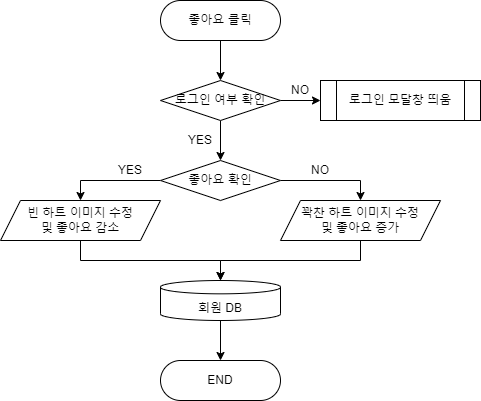 좋아요 클릭
로그인 여부 확인
NO
로그인 모달창 띄움
YES
YES
좋아요 확인
NO
빈 하트 이미지 수정
및 좋아요 감소
꽉찬 하트 이미지 수정
및 좋아요 증가
회원 DB
END